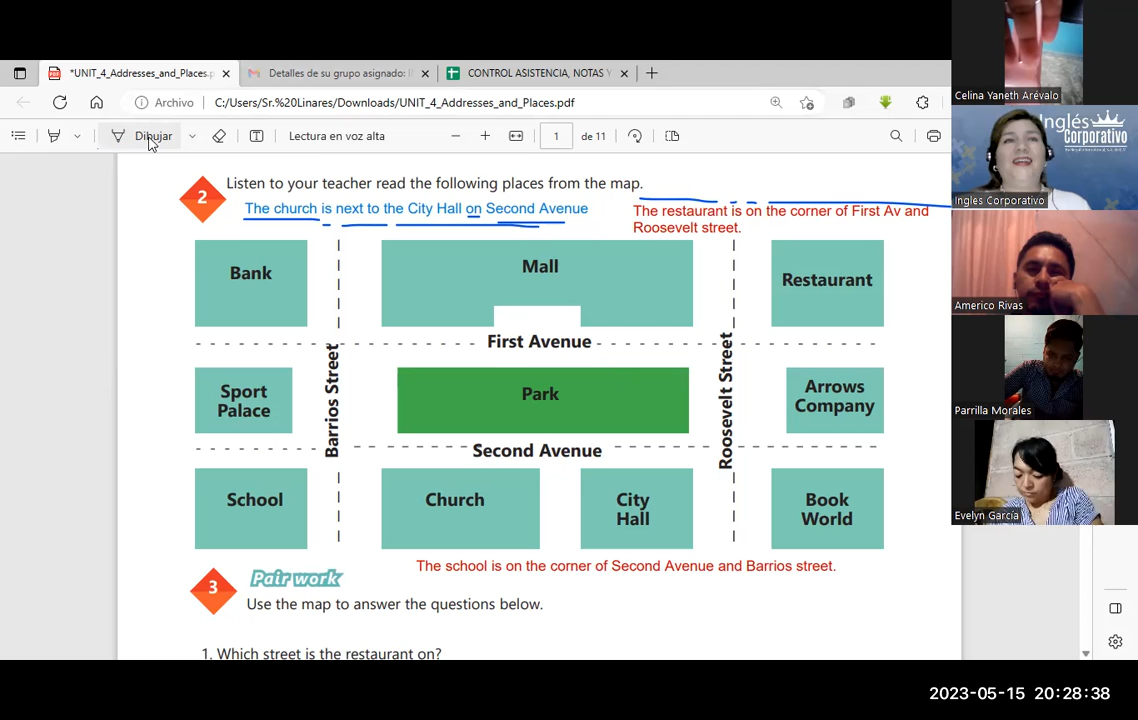 *UNIT_4_Addresses_and_Places.p
Detalles de su grupo asignado: I
CONTROL ASISTENCIA, NOTAS Y
Archivo
C:/Users/Sr.%20Linares/Downloads/UNIT_4_Addresses_and_Places.pdf
Dibujar
Lectura en voz alta
1
de 11
2
Listen to your teacher read the following places from the map.
The church is next to the City Hall on Second Avenue
The restaurant is on the corner of First Av and
Roosevelt street.
Bank
Mall
Restaurant
First Avenue
Barrios Street
Roosevelt Street
Sport
Palace
Park
Arrows
Company
Second Avenue
School
Church
City
Hall
Book
World
The school is on the corner of Second Avenue and Barrios street.
3
Pair work
Use the map to answer the questions below.
1. Which street is the restaurant on?
Celina Yaneth Arévalo
Inglés
Corporativo
Ingles Corporativo
Americo Rivas
Parrilla Morales
Evelyn García
2023-05-15 20:28:38